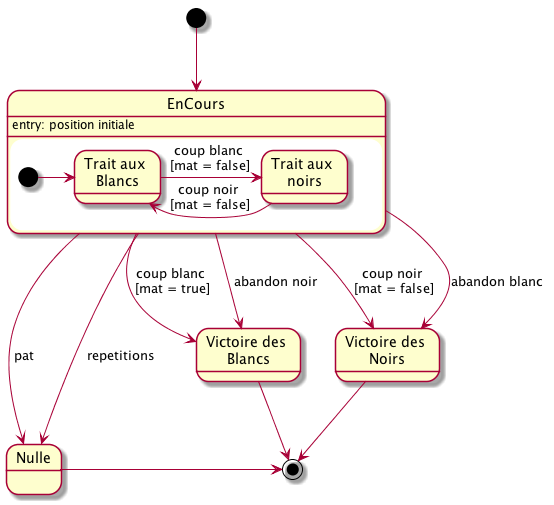 EnCours
entry: position initiale
Trait aux
Blancs
coup blanc
[mat = false]
Trait aux
noirs
coup noir
[mat = false]
coup blanc
[mat = true]
abandon noir
coup noir
[mat = false]
abandon blanc
pat
repetitions
Victoire des
Blancs
Victoire des
Noirs
Nulle